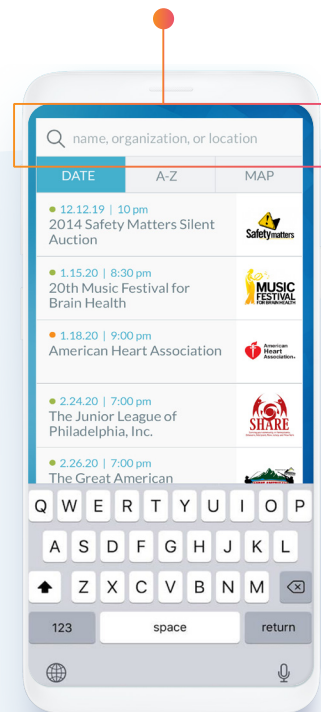 name, organization, or location
DATE A-Z MAP
12.12.19 | 10 pm
2014 Safety Matters Silent
Auction
Safetymatters
1.15.20 | 8:30 pm
20th Music Festival for
Brain Health
MUSIC
FESTIVAL
FOR BRAIN HEALTH
1.18.20 | 9:00 pm
American Heart Association
American
Heart
Association.
2.24.20 | 7:00 pm
The Junior League of
Philadelphia, Inc.
SHARE
2.26.20 | 7:00 pm
The Great American
Q W E R T Y U I O P
A S D F G H J K L
Z X C V B N M
123 space return